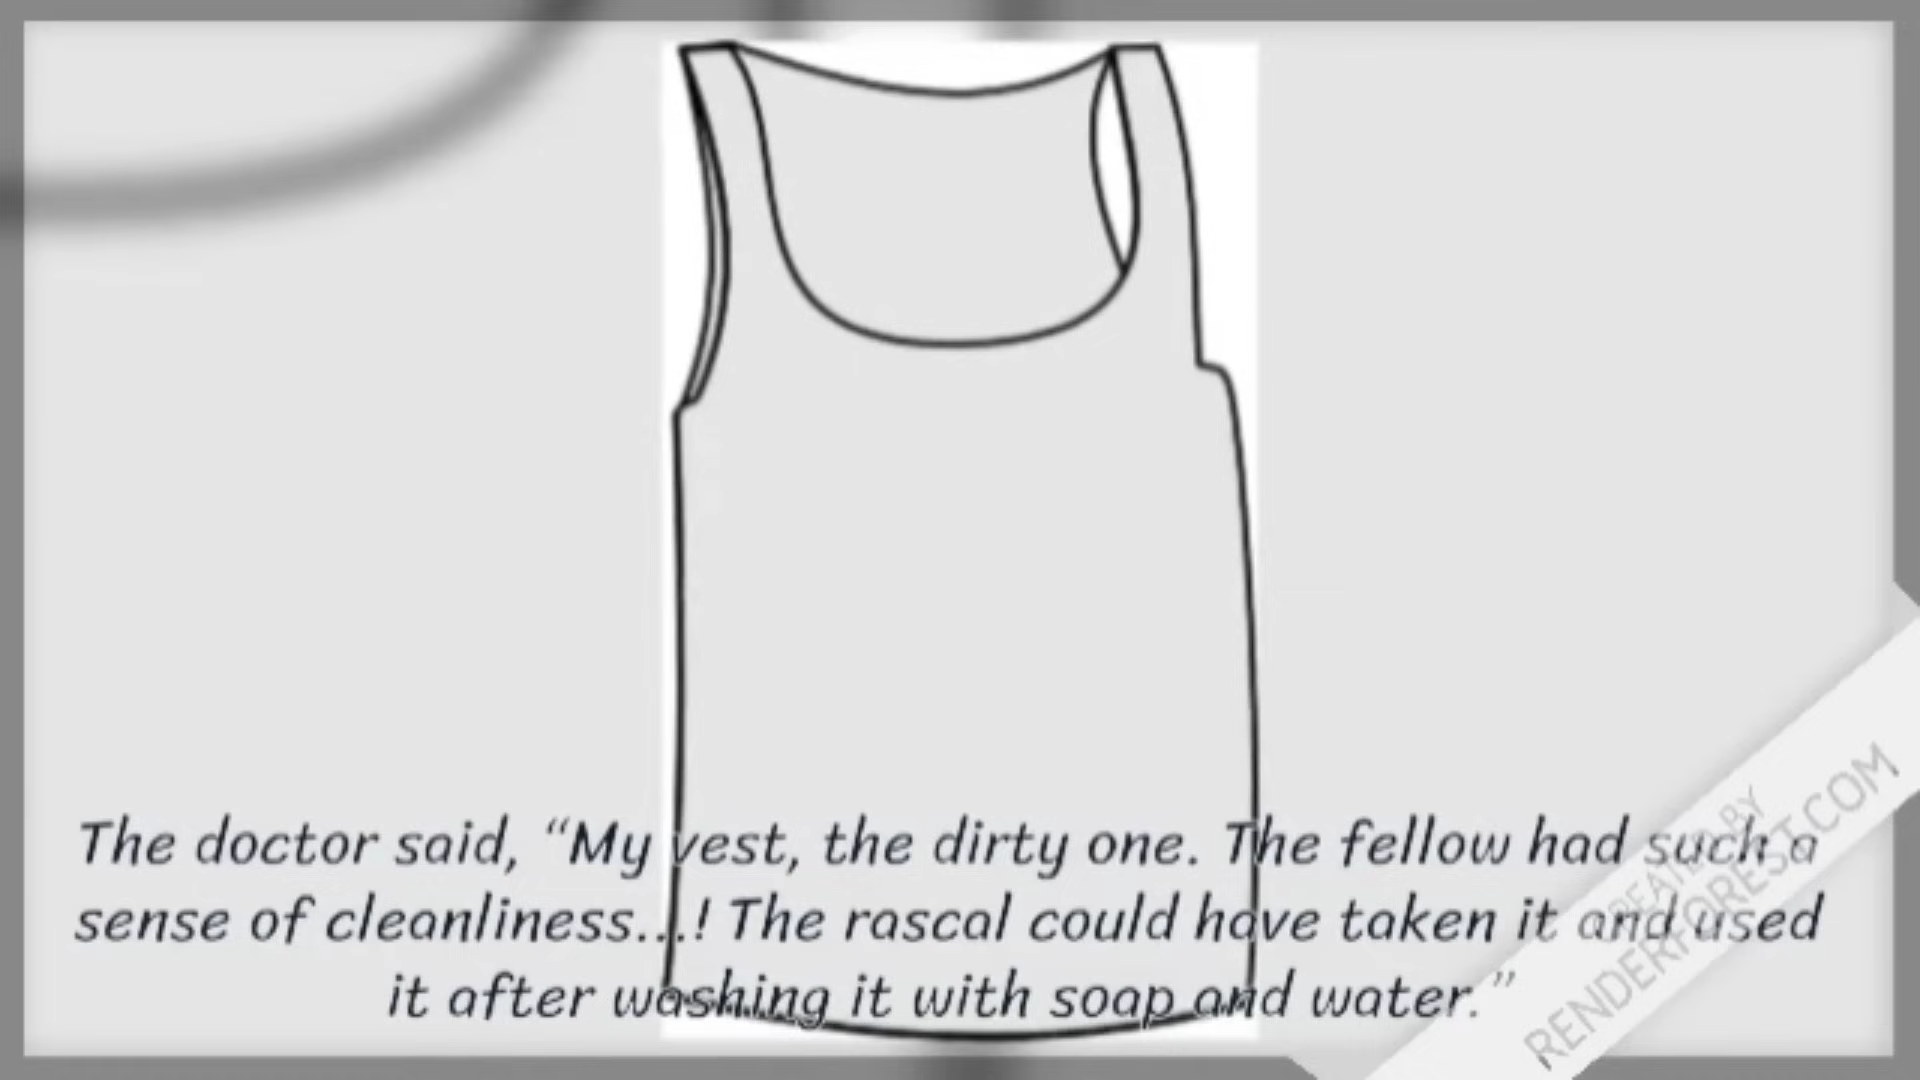 The doctor said, “My vest, the dirty one. The fellow had such a
sense of cleanliness...! The rascal could have taken it and used
it after washing it with soap and water.”
CREATED BY
RENDERFOREST.COM